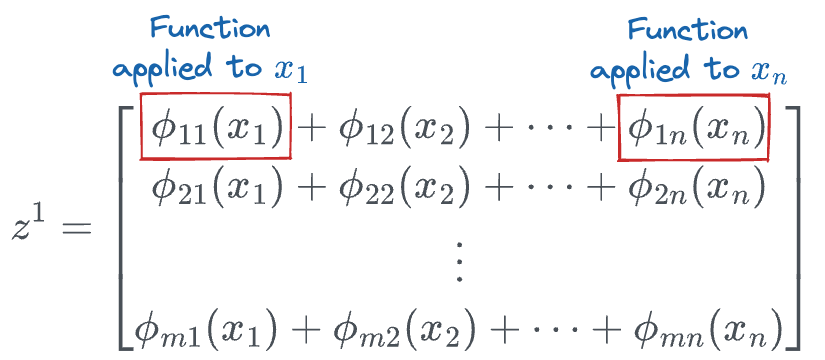 Function
applied to x₁
Function
applied to xₙ
ϕ₁₁(x₁) + ϕ₁₂(x₂) + ⋯ + ϕ₁ₙ(xₙ)
ϕ₂₁(x₁) + ϕ₂₂(x₂) + ⋯ + ϕ₂ₙ(xₙ)
z¹ =
⋮
ϕₘ₁(x₁) + ϕₘ₂(x₂) + ⋯ + ϕₘₙ(xₙ)